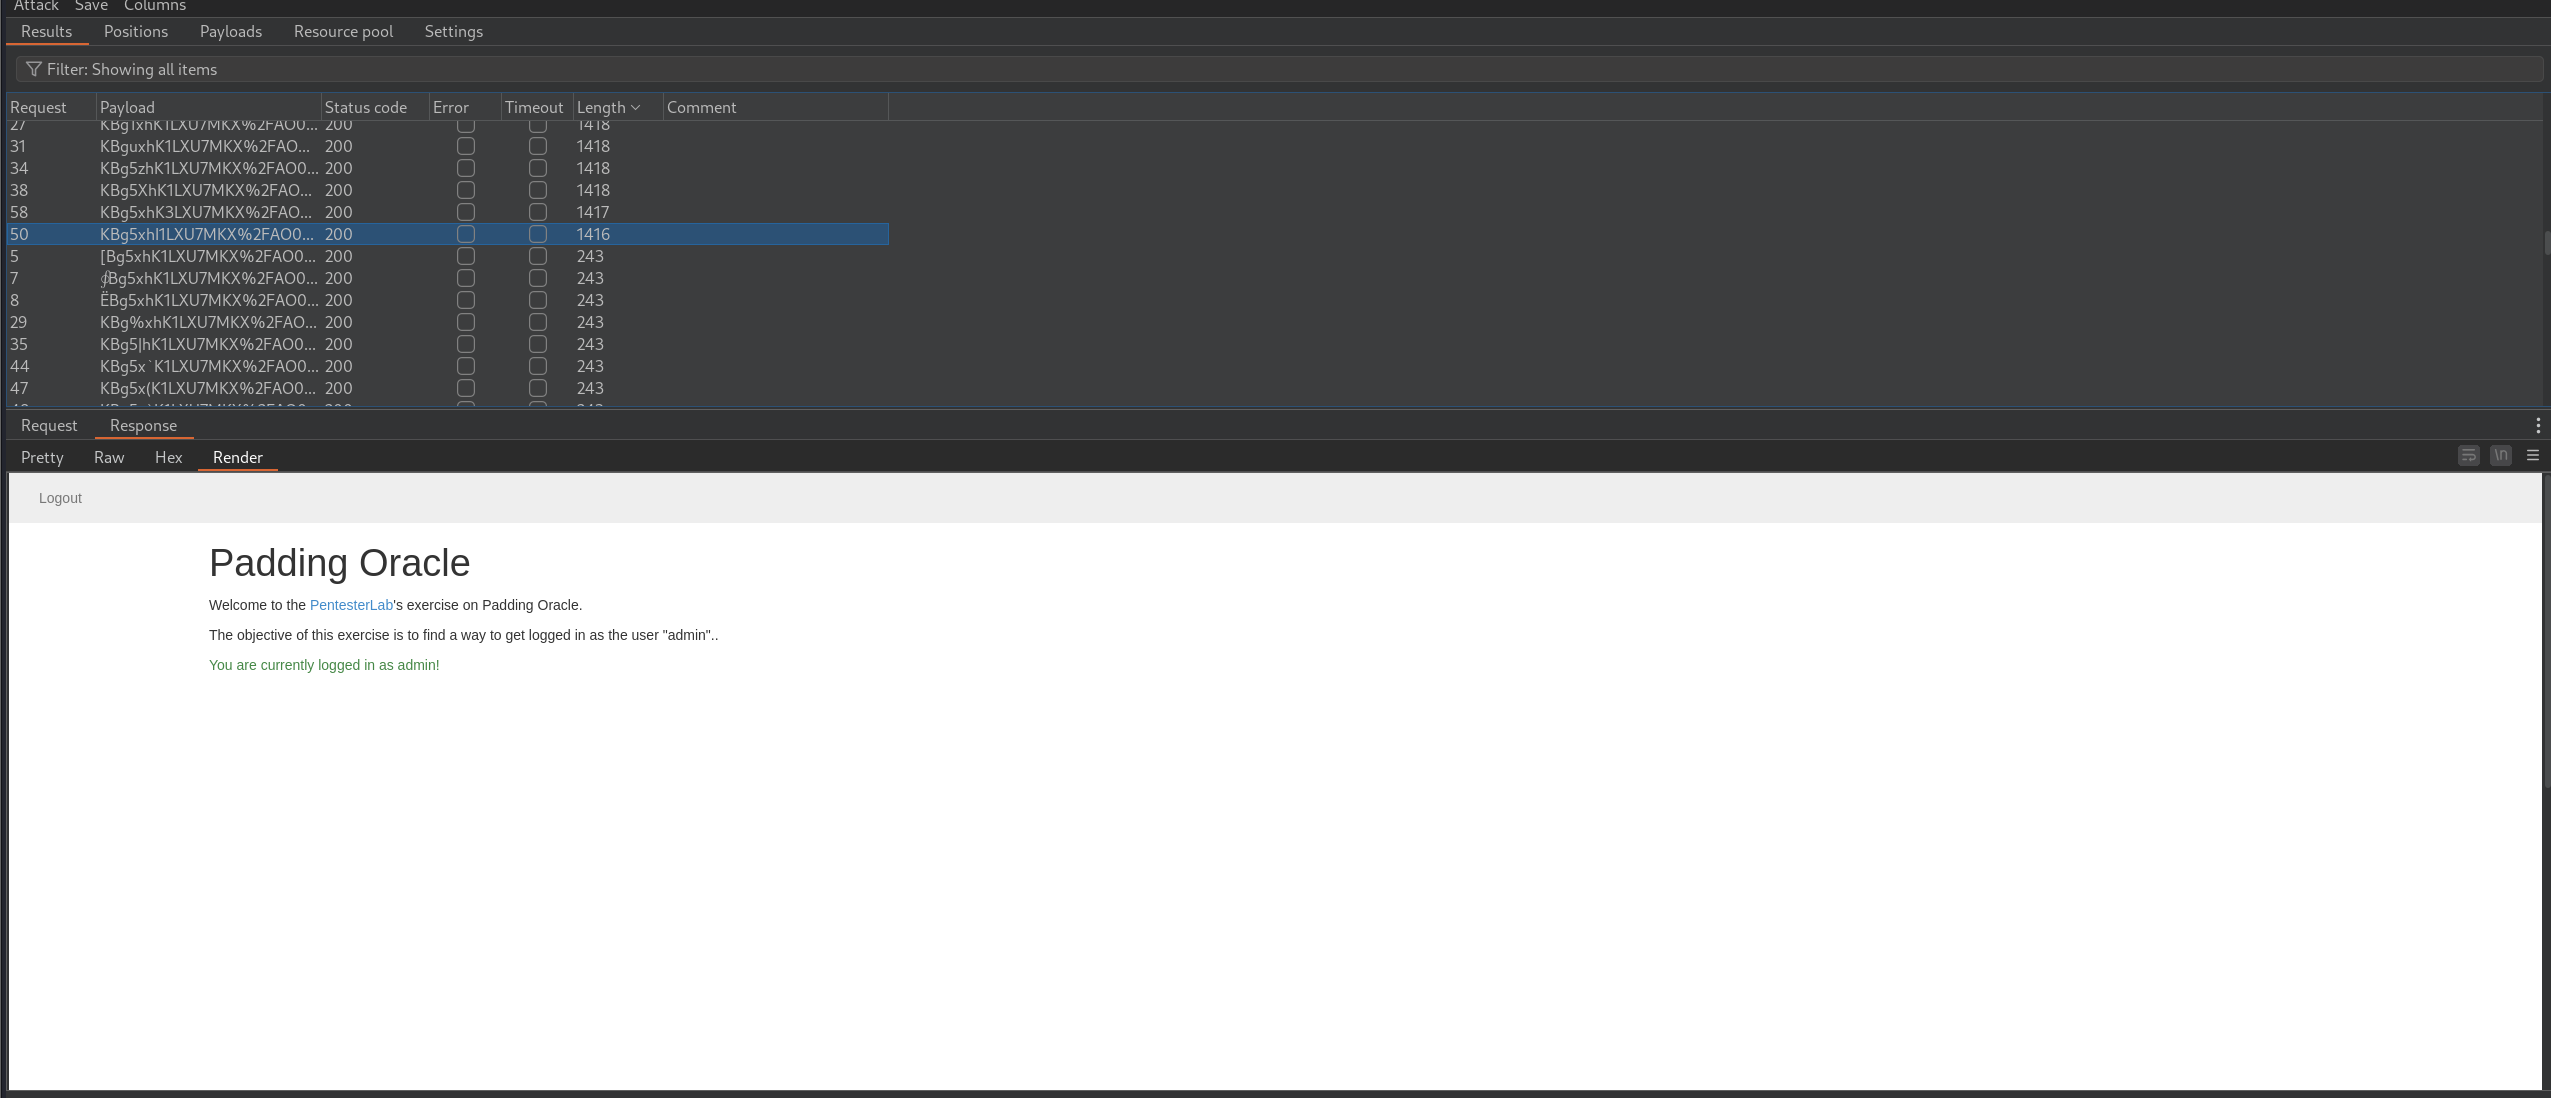 Attack Save Columns
Results Positions Payloads Resource pool Settings
Filter: Showing all items
Request Payload Status code Error Timeout Length Comment
27 KBg1xhK1LXU7MKX%2FAO0... 200 1418
31 KBguxhK1LXU7MKX%2FAO... 200 1418
34 KBg5zhK1LXU7MKX%2FAO0... 200 1418
38 KBg5XhK1LXU7MKX%2FAO... 200 1418
58 KBg5xhK3LXU7MKX%2FAO... 200 1417
50 KBg5xhI1LXU7MKX%2FAO0... 200 1416
5 [Bg5xhK1LXU7MKX%2FAO0... 200 243
7 ∯Bg5xhK1LXU7MKX%2FAO0... 200 243
8 ËBg5xhK1LXU7MKX%2FAO0... 200 243
29 KBg%xhK1LXU7MKX%2FAO... 200 243
35 KBg5|hK1LXU7MKX%2FAO0... 200 243
44 KBg5x`K1LXU7MKX%2FAO0... 200 243
47 KBg5x(K1LXU7MKX%2FAO0... 200 243
Request Response
Pretty Raw Hex Render
\n
Logout
Padding Oracle
Welcome to the PentesterLab's exercise on Padding Oracle.
The objective of this exercise is to find a way to get logged in as the user "admin"..
You are currently logged in as admin!